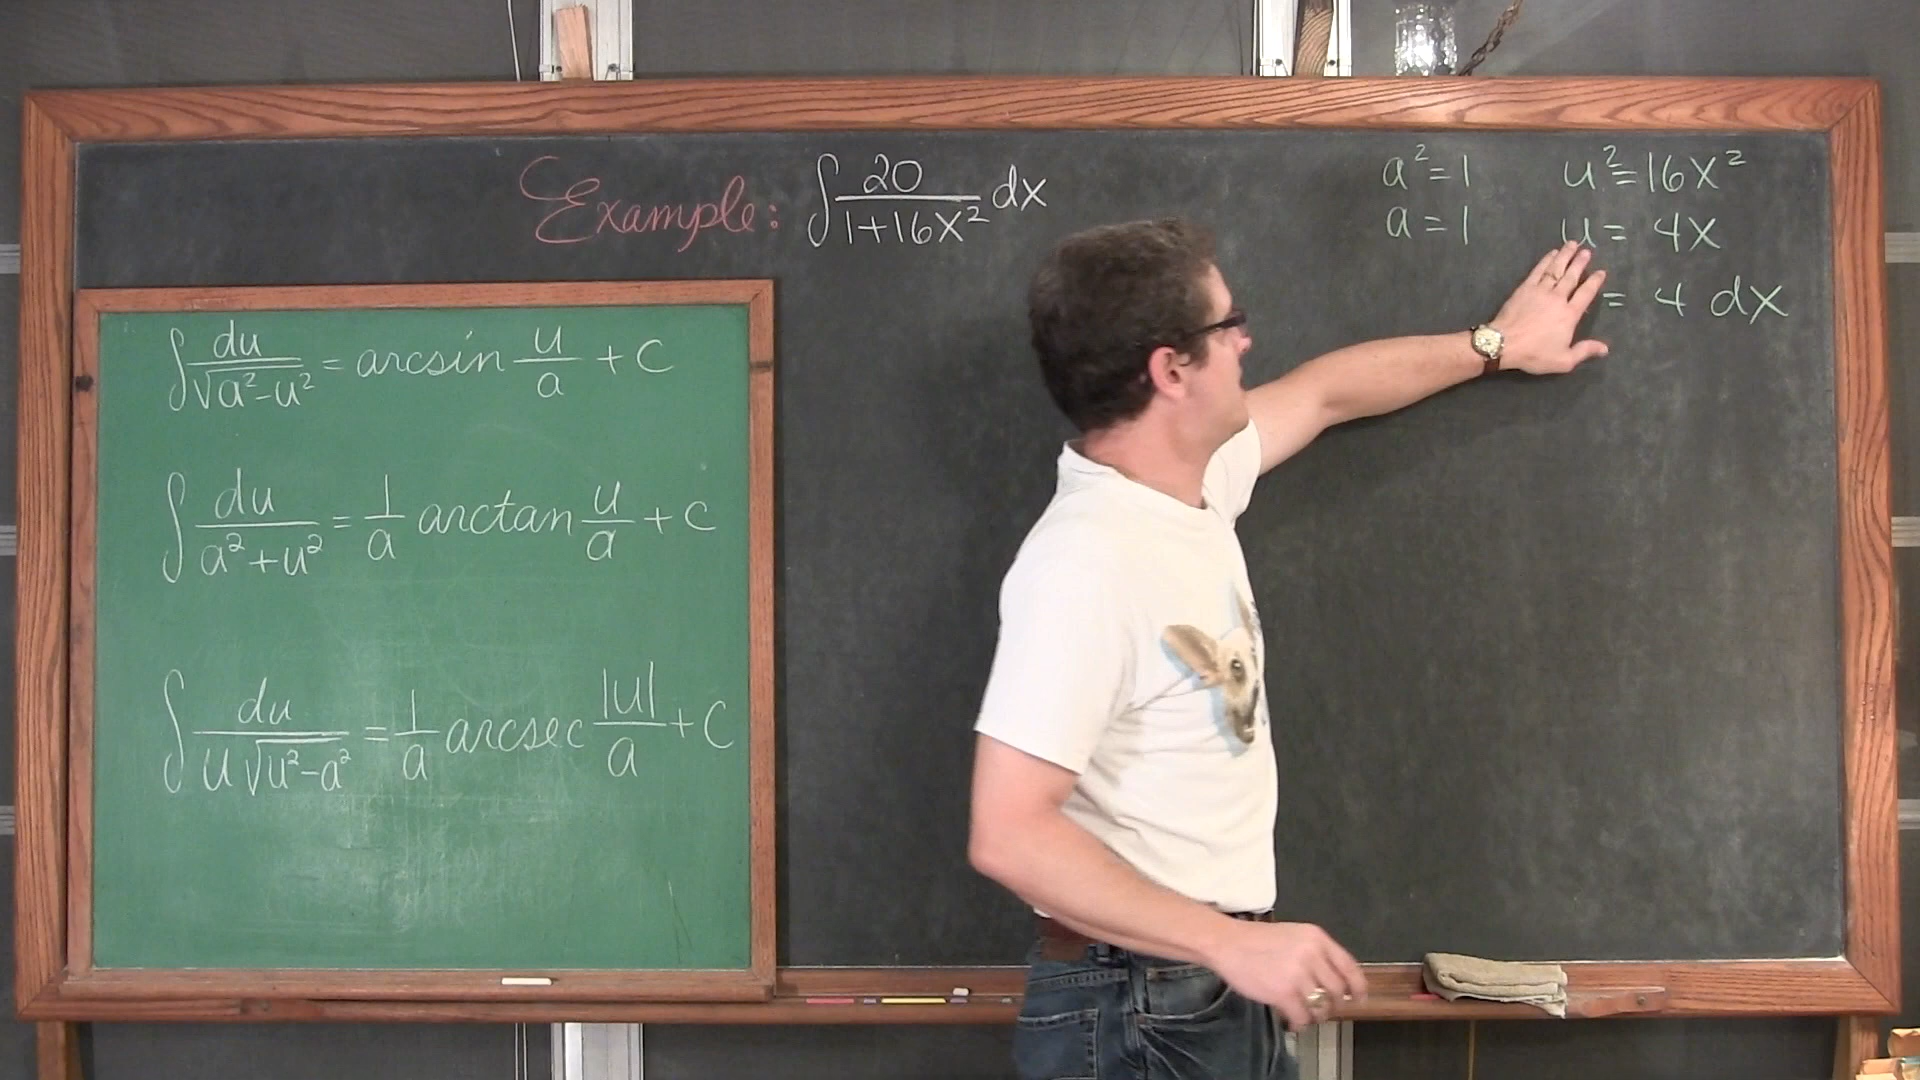 Example: ∫ 20/(1+16x²) dx
a²=1 u²=16x²
a=1 u=4x
= 4 dx
∫ du/√(a²-u²) = arcsin u/a + C
∫ du/(a²+u²) = 1/a arctan u/a + C
∫ du/(u√(u²-a²)) = 1/a arcsec |u|/a + C